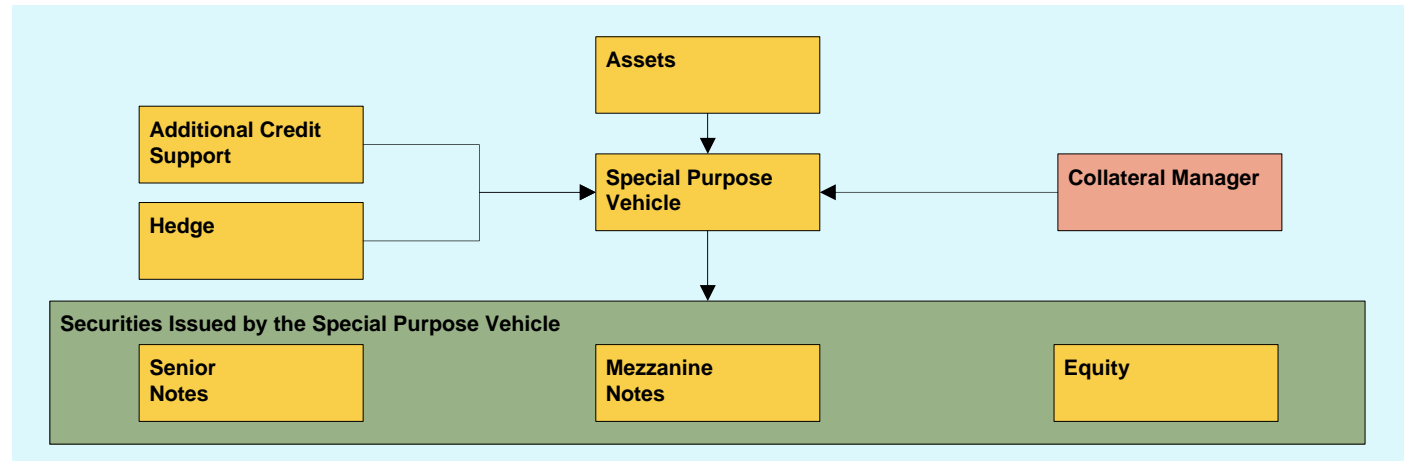 Assets
Additional Credit
Support
Special Purpose
Vehicle
Collateral Manager
Hedge
Securities Issued by the Special Purpose Vehicle
Senior
Notes
Mezzanine
Notes
Equity